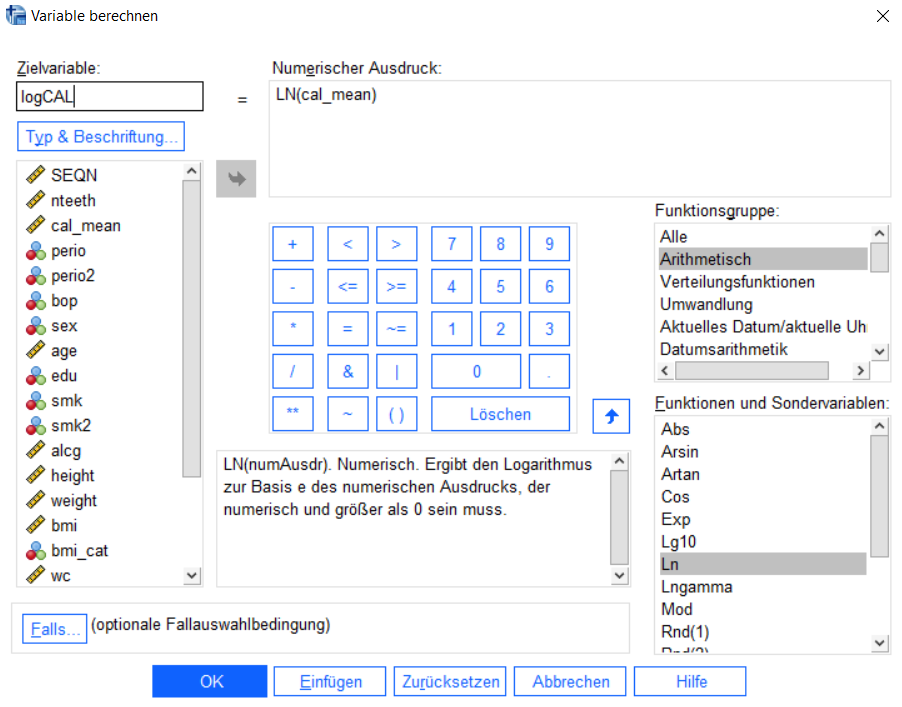 Variable berechnen
Zielvariable:
logCAL
=
Numerischer Ausdruck:
LN(cal_mean)
Typ & Beschriftung...
SEQN
nteeth
cal_mean
perio
perio2
bop
sex
age
edu
smk
smk2
alcg
height
weight
bmi
bmi_cat
wc
+ < > 7 8 9
- <= >= 4 5 6
* = ~= 1 2 3
/ & | 0 .
** ~ ( ) Löschen
Funktionsgruppe:
Alle
Arithmetisch
Verteilungsfunktionen
Umwandlung
Aktuelles Datum/aktuelle Uh
Datumsarithmetik
LN(numAusdr). Numerisch. Ergibt den Logarithmus
zur Basis e des numerischen Ausdrucks, der
numerisch und größer als 0 sein muss.
Funktionen und Sondervariablen:
Abs
Arsin
Artan
Cos
Exp
Lg10
Ln
Lngamma
Mod
Rnd(1)
Falls... (optionale Fallauswahlbedingung)
OK Einfügen Zurücksetzen Abbrechen Hilfe